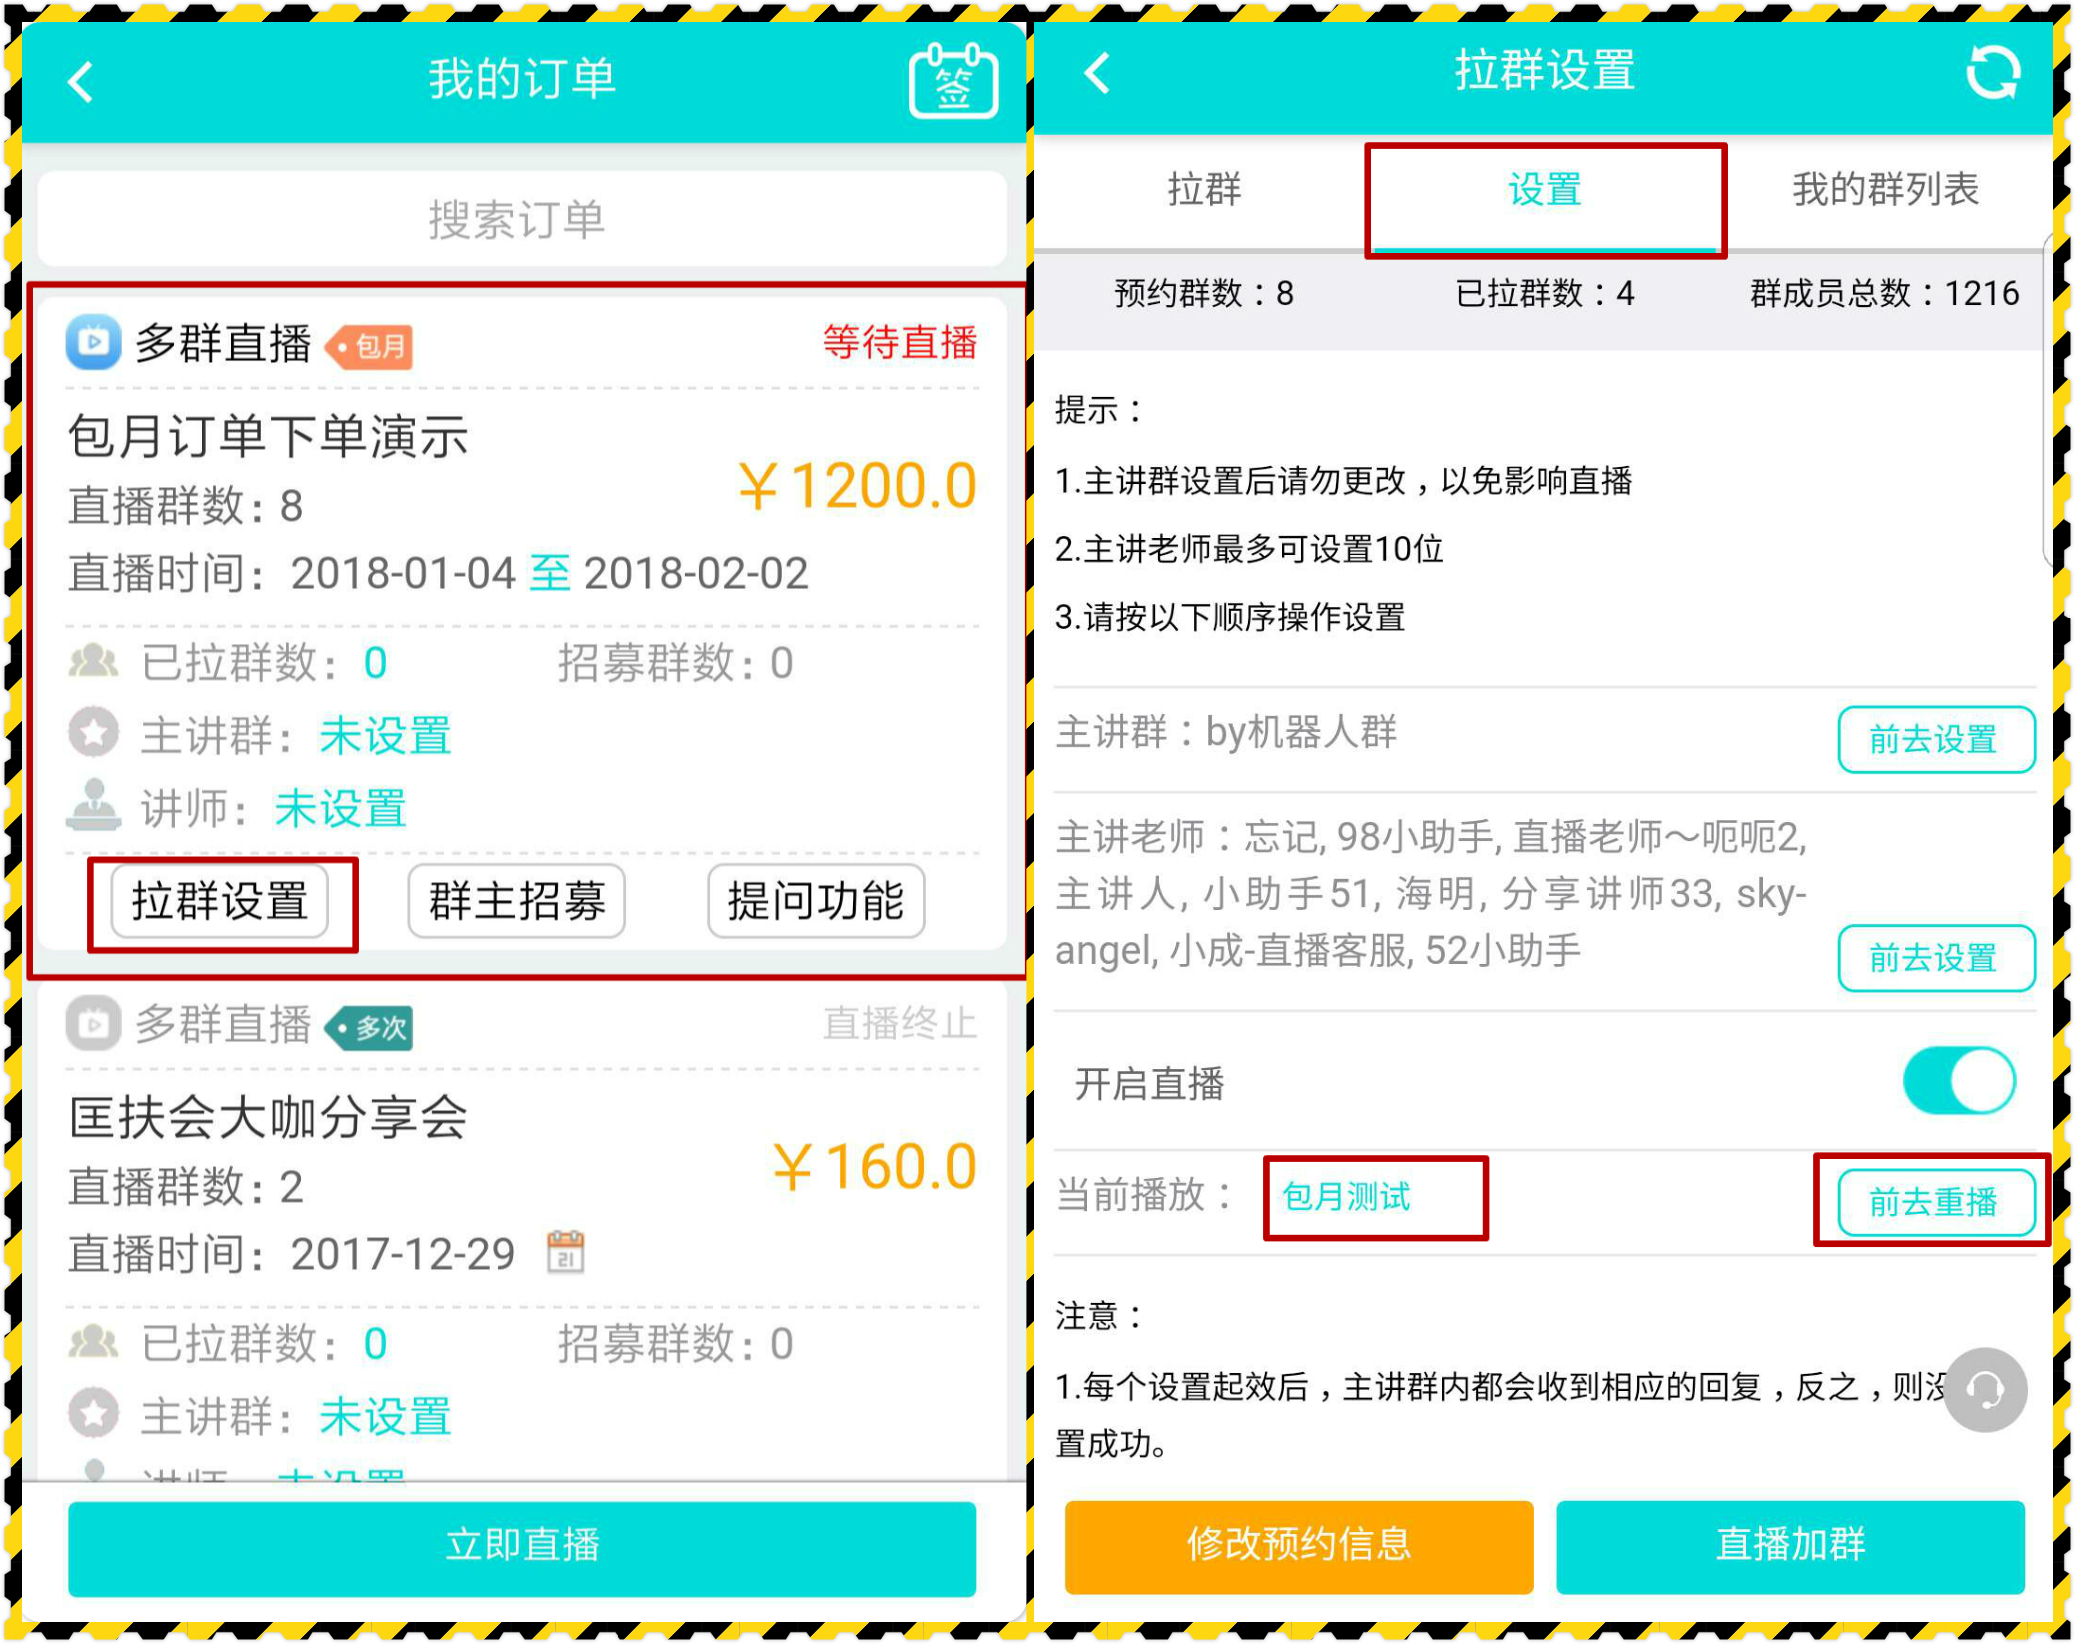 我的订单
签
搜索订单
多群直播
包月
等待直播
包月订单下单演示
¥1200.0
直播群数: 8
直播时间: 2018-01-04 至 2018-02-02
已拉群数: 0
招募群数: 0
主讲群: 未设置
讲师: 未设置
拉群设置
群主招募
提问功能
多群直播
多次
直播终止
匡扶会大咖分享会
¥160.0
直播群数: 2
直播时间: 2017-12-29
21
已拉群数: 0
招募群数: 0
主讲群: 未设置
讲师 未设置
立即直播
拉群设置
拉群
设置
我的群列表
预约群数：8
已拉群数：4
群成员总数：1216
提示：
1.主讲群设置后请勿更改，以免影响直播
2.主讲老师最多可设置10位
3.请按以下顺序操作设置
主讲群：by机器人群
前去设置
主讲老师：忘记, 98小助手, 直播老师～呃呃2,
主讲人, 小助手51, 海明, 分享讲师33, sky-
angel, 小成-直播客服, 52小助手
前去设置
开启直播
当前播放：
包月测试
前去重播
注意：
1.每个设置起效后，主讲群内都会收到相应的回复，反之，则没
置成功。
修改预约信息
直播加群